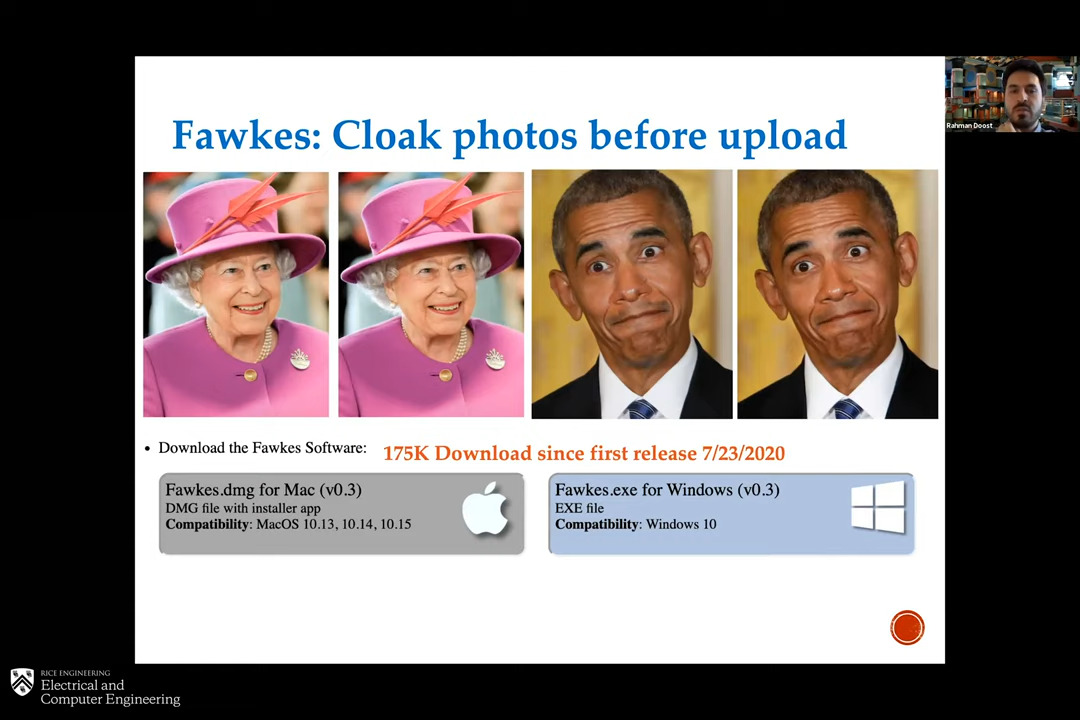 Fawkes: Cloak photos before upload
Rahman Doost
• Download the Fawkes Software:
175K Download since first release 7/23/2020
Fawkes.dmg for Mac (v0.3)
DMG file with installer app
Compatibility: MacOS 10.13, 10.14, 10.15
Fawkes.exe for Windows (v0.3)
EXE file
Compatibility: Windows 10
RICE ENGINEERING
Electrical and
Computer Engineering